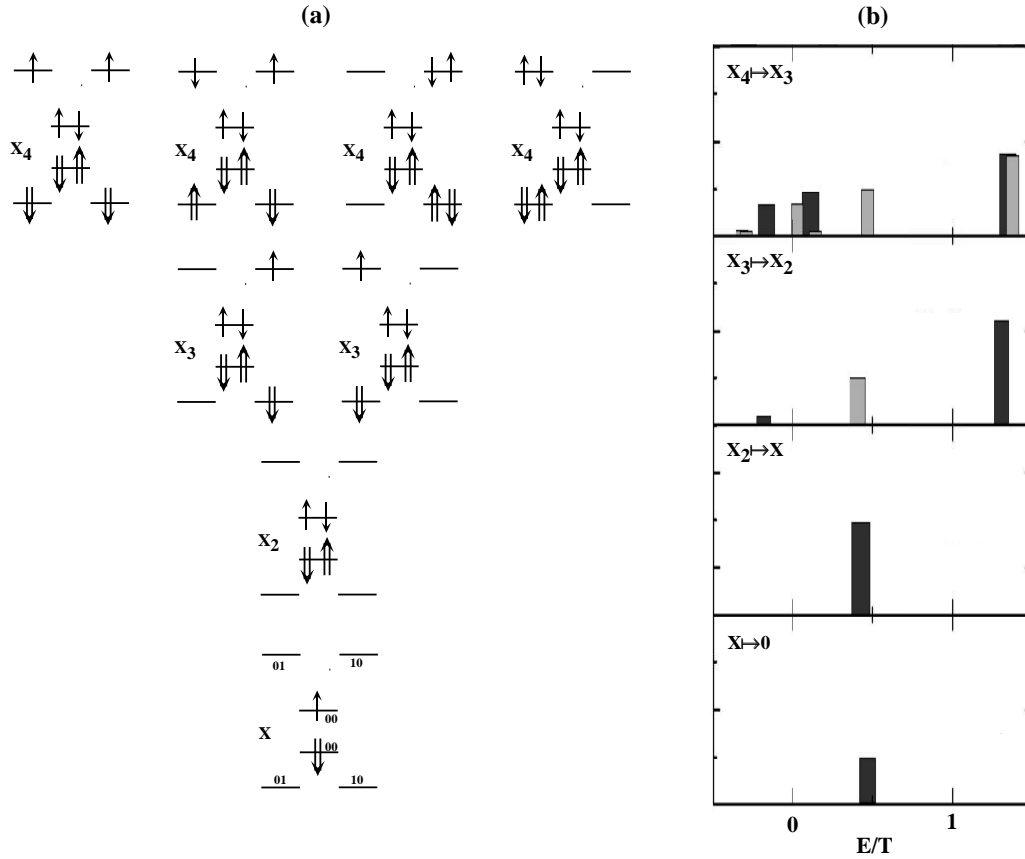 (a)
(b)
X4 X4 X4 X4
X4↦X3
X3 X3
X3↦X2
X2
X2↦X
01 10
X 00
00
01 10
X↦0
0 1
E/T